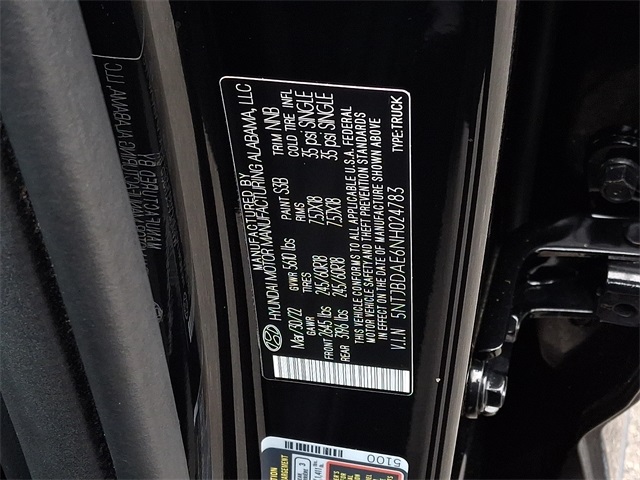 MANUFACTURED BY
HYUNDAI MOTOR MANUFACTURING ALABAMA, LLC
Mar/30/22 GVWR 5610 lbs PAINT S3B TRIM NNB
GAWR TIRES RIMS COLD TIRE INFL
FRONT 2645 lbs 245/60R18 7.5JX18 35 psi SINGLE
REAR 3196 lbs 245/60R18 7.5JX18 35 psi SINGLE
THIS VEHICLE CONFORMS TO ALL APPLICABLE U.S.A. FEDERAL
MOTOR VEHICLE SAFETY AND THEFT PREVENTION STANDARDS
IN EFFECT ON THE DATE OF MANUFACTURE SHOWN ABOVE
V.I.N 5NTJBDAE6NH024783 TYPE:TRUCK
5100